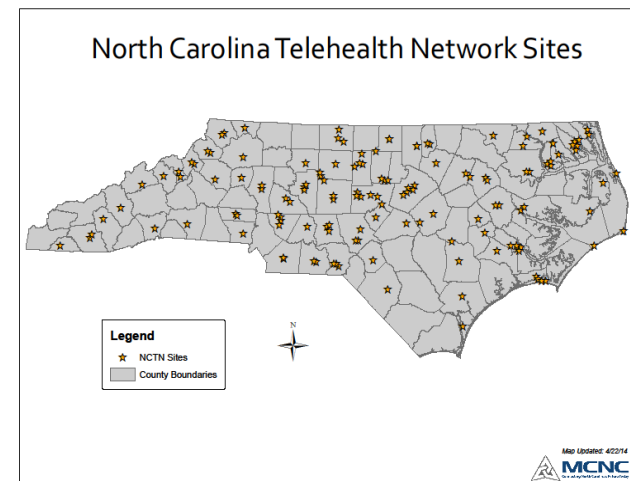 North Carolina Telehealth Network Sites
N
Legend
NCTN Sites
County Boundaries
Map Updated: 4/22/14
MCNC